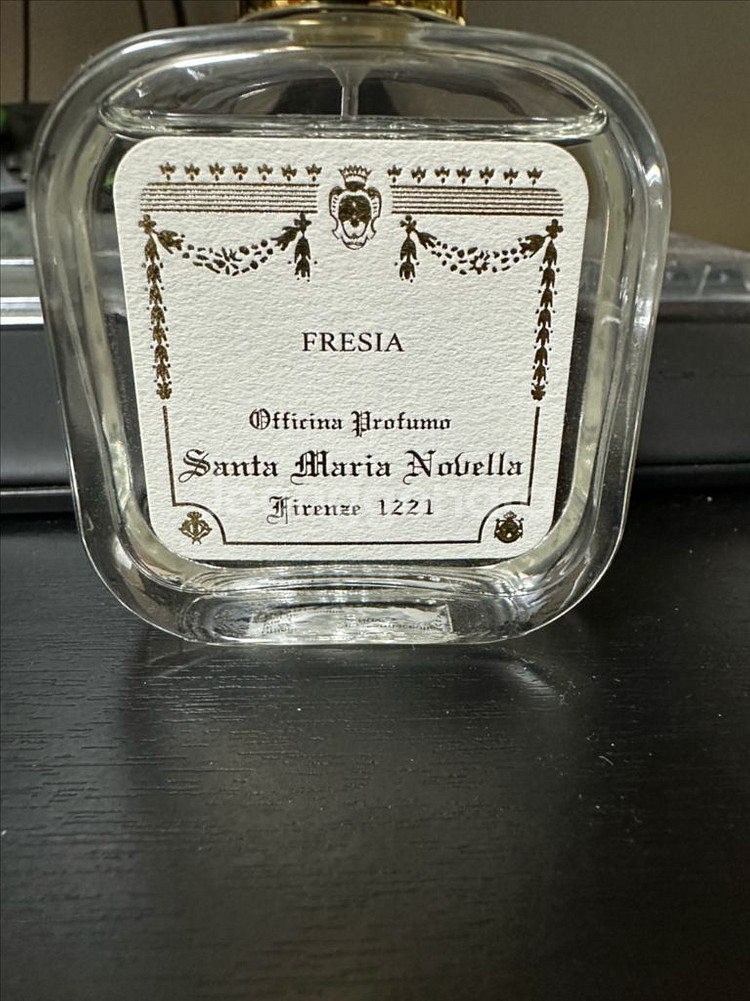 FRESIA
Officina Profumo
Santa Maria Novella
Firenze 1221